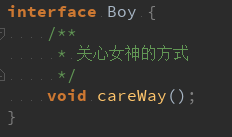 interface Boy {
/**
* 关心女神的方式
*/
void careWay();
}